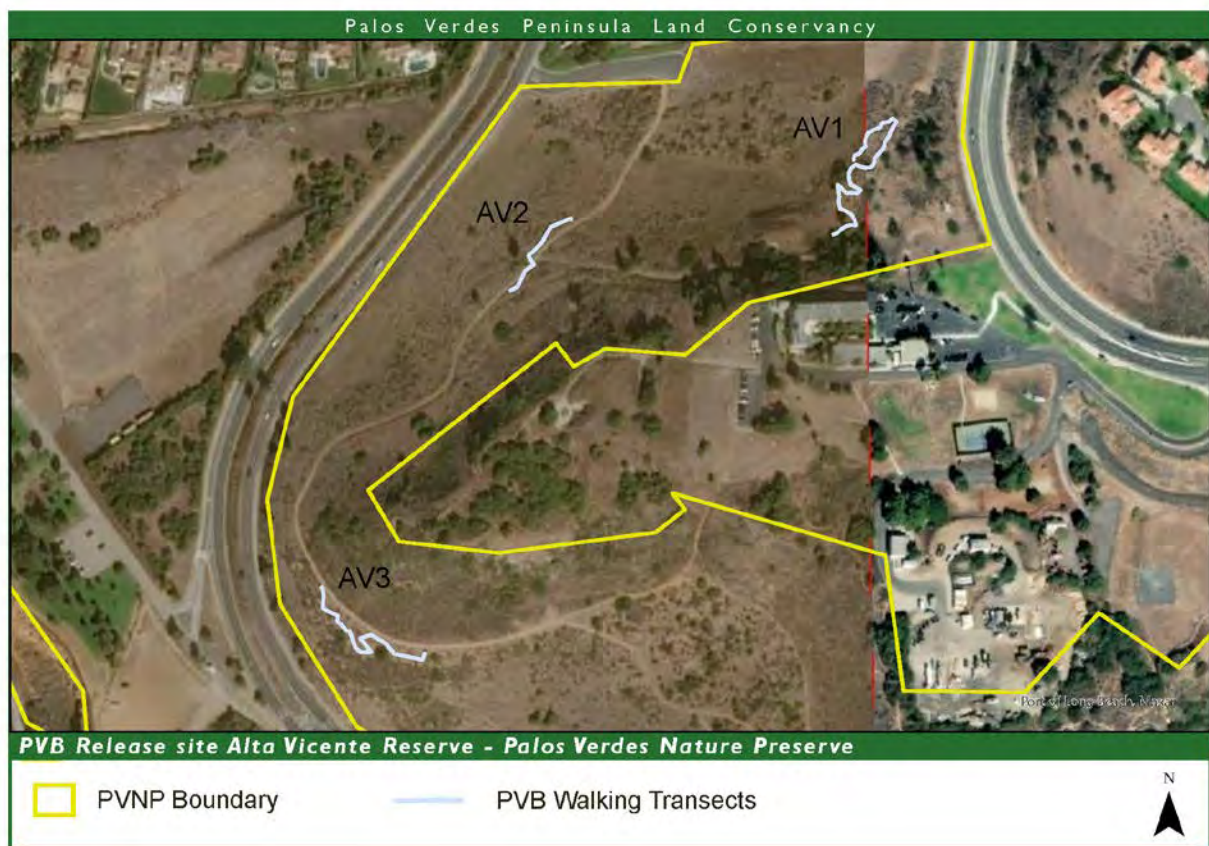 Palos Verdes Peninsula Land Conservancy
AV1
AV2
AV3
Port of Long Beach, Maxar
PVB Release site Alta Vicente Reserve - Palos Verdes Nature Preserve
PVNP Boundary
PVB Walking Transects
N